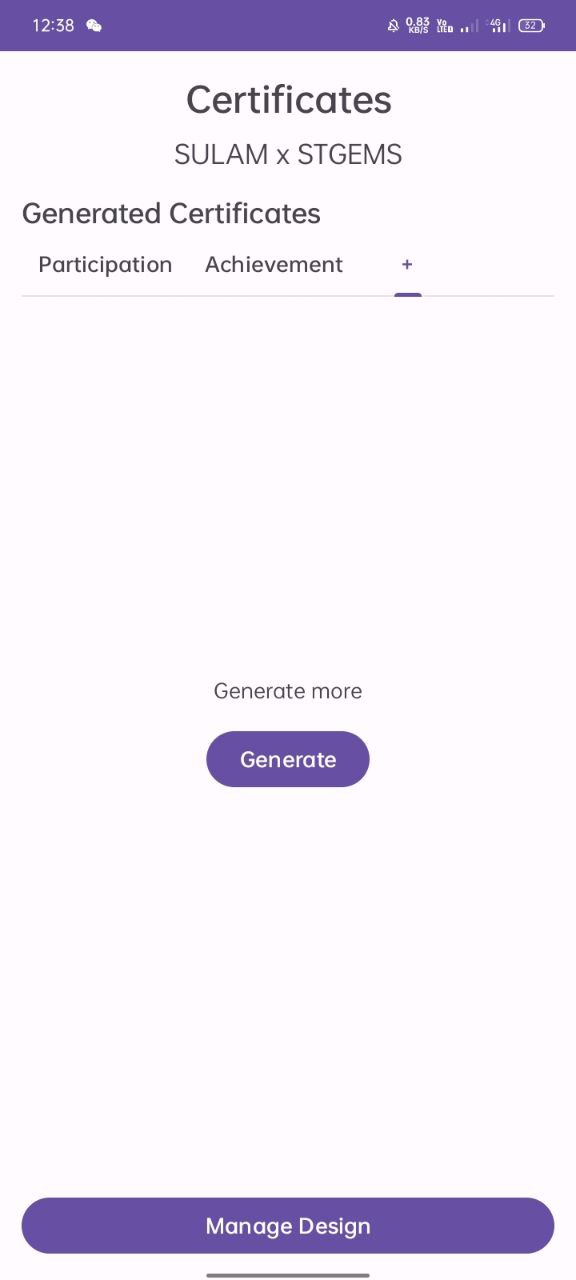 12:38 0.83 KB/S Vo LTE 4G 32
Certificates
SULAM x STGEMS
Generated Certificates
Participation Achievement +
Generate more
Generate
Manage Design